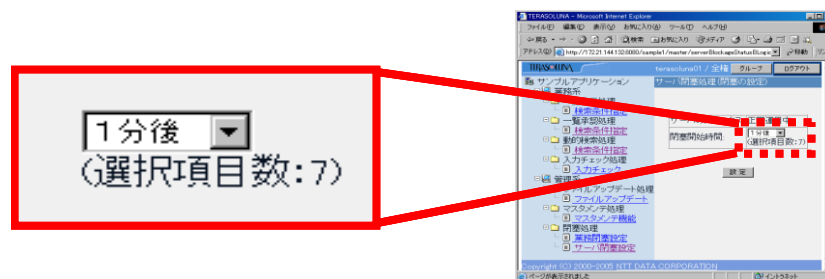 1分後
(選択項目数:7)
TERASOLUNA - Microsoft Internet Explorer
ファイル(F) 編集(E) 表示(V) お気に入り(A) ツール(T) ヘルプ(H)
戻る 検索 お気に入り メディア
アドレス(D) http://172.21.144.132:8080/sample1/master/serverBlockageStatusBLogic 移動
TERASOLUNA terasoluna01 / 全権 グループ ログアウト
サンプルアプリケーション
サーバ閉塞処理(閉塞の設定)
業務系
検索条件指定
一覧承認処理
検索条件指定
動的検索処理
検索条件指定
入力チェック処理
入力チェック
管理系
ファイルアップデート処理
ファイルアップデート
マスタメンテ処理
マスタメンテ機能
閉塞処理
業務閉塞設定
サーバ閉塞設定
閉塞開始時間:
1分後
(選択項目数:7)
設定
Copyright (C) 2000-2005 NTT DATA CORPORATION
ページが表示されました
イントラネット